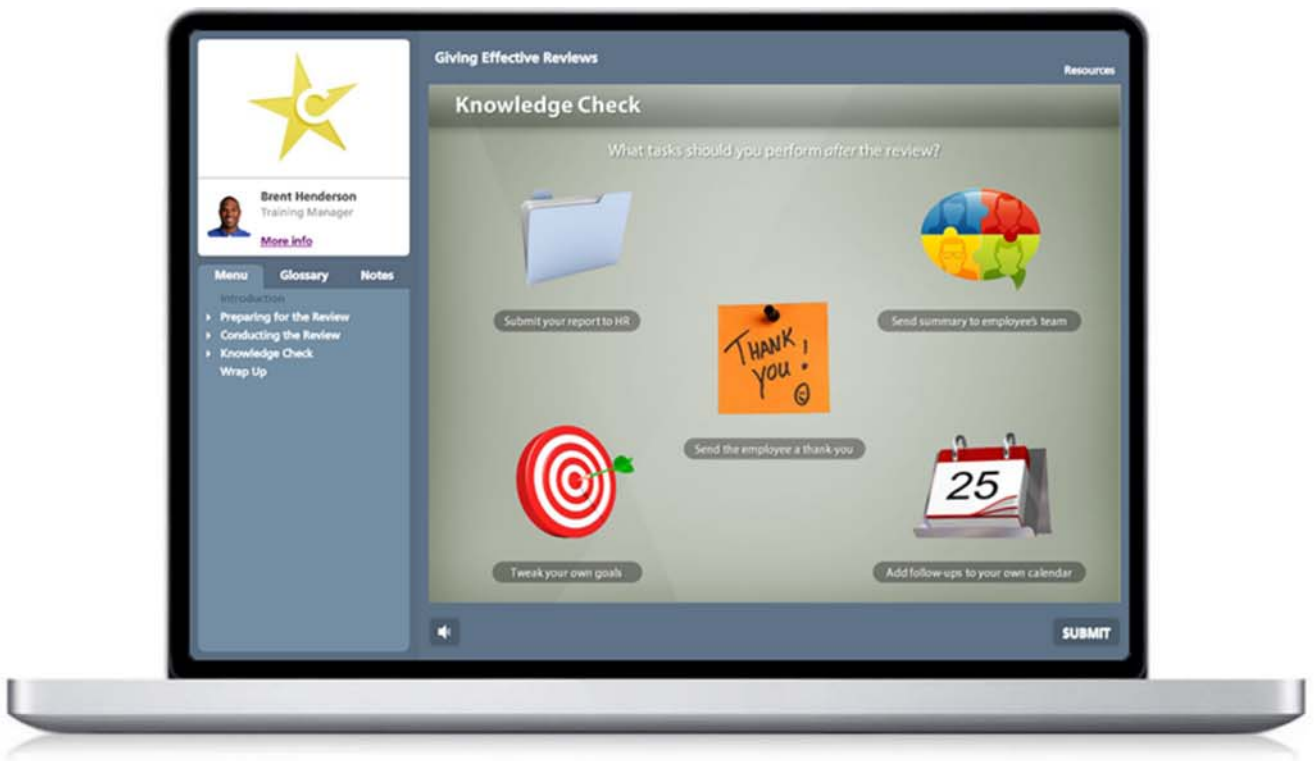 C
Brent Henderson
Training Manager
More info
Menu Glossary Notes
Introduction
Preparing for the Review
Conducting the Review
Knowledge Check
Wrap Up
Giving Effective Reviews
Resources
Knowledge Check
What tasks should you perform after the review?
Submit your report to HR
Send summary to employee's team
THANK
YOU!
Send the employee a thank you
25
Tweak your own goals
Add follow-ups to your own calendar
SUBMIT